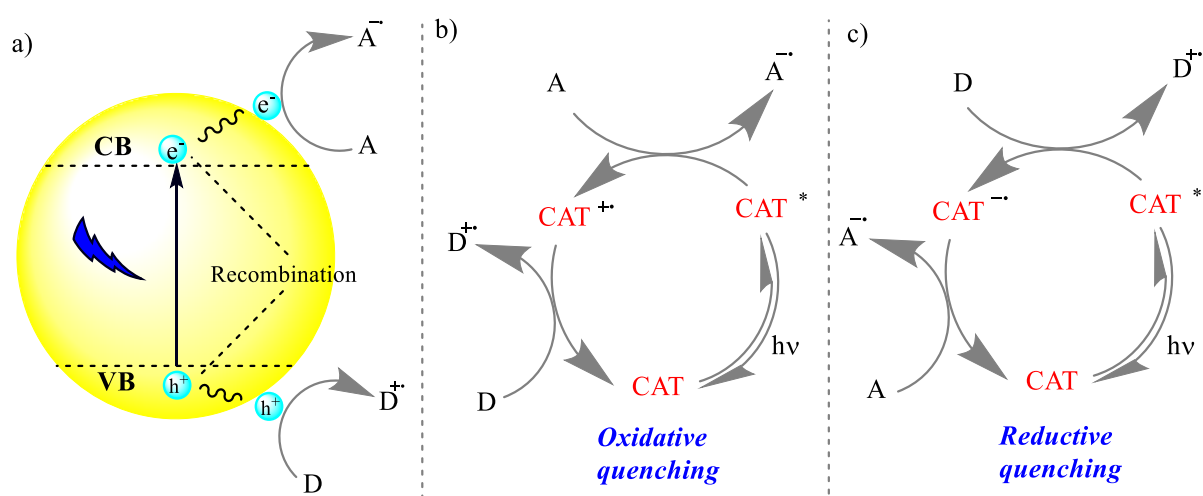 a)
A⁻•
e⁻
CB
e⁻
A
Recombination
VB
h⁺
h⁺
D⁺•
D
b)
A
A⁻•
CAT⁺•
CAT*
D⁺•
hν
CAT
D
Oxidative
quenching
c)
D
D⁺•
CAT⁻•
CAT*
A⁻•
hν
CAT
A
Reductive
quenching